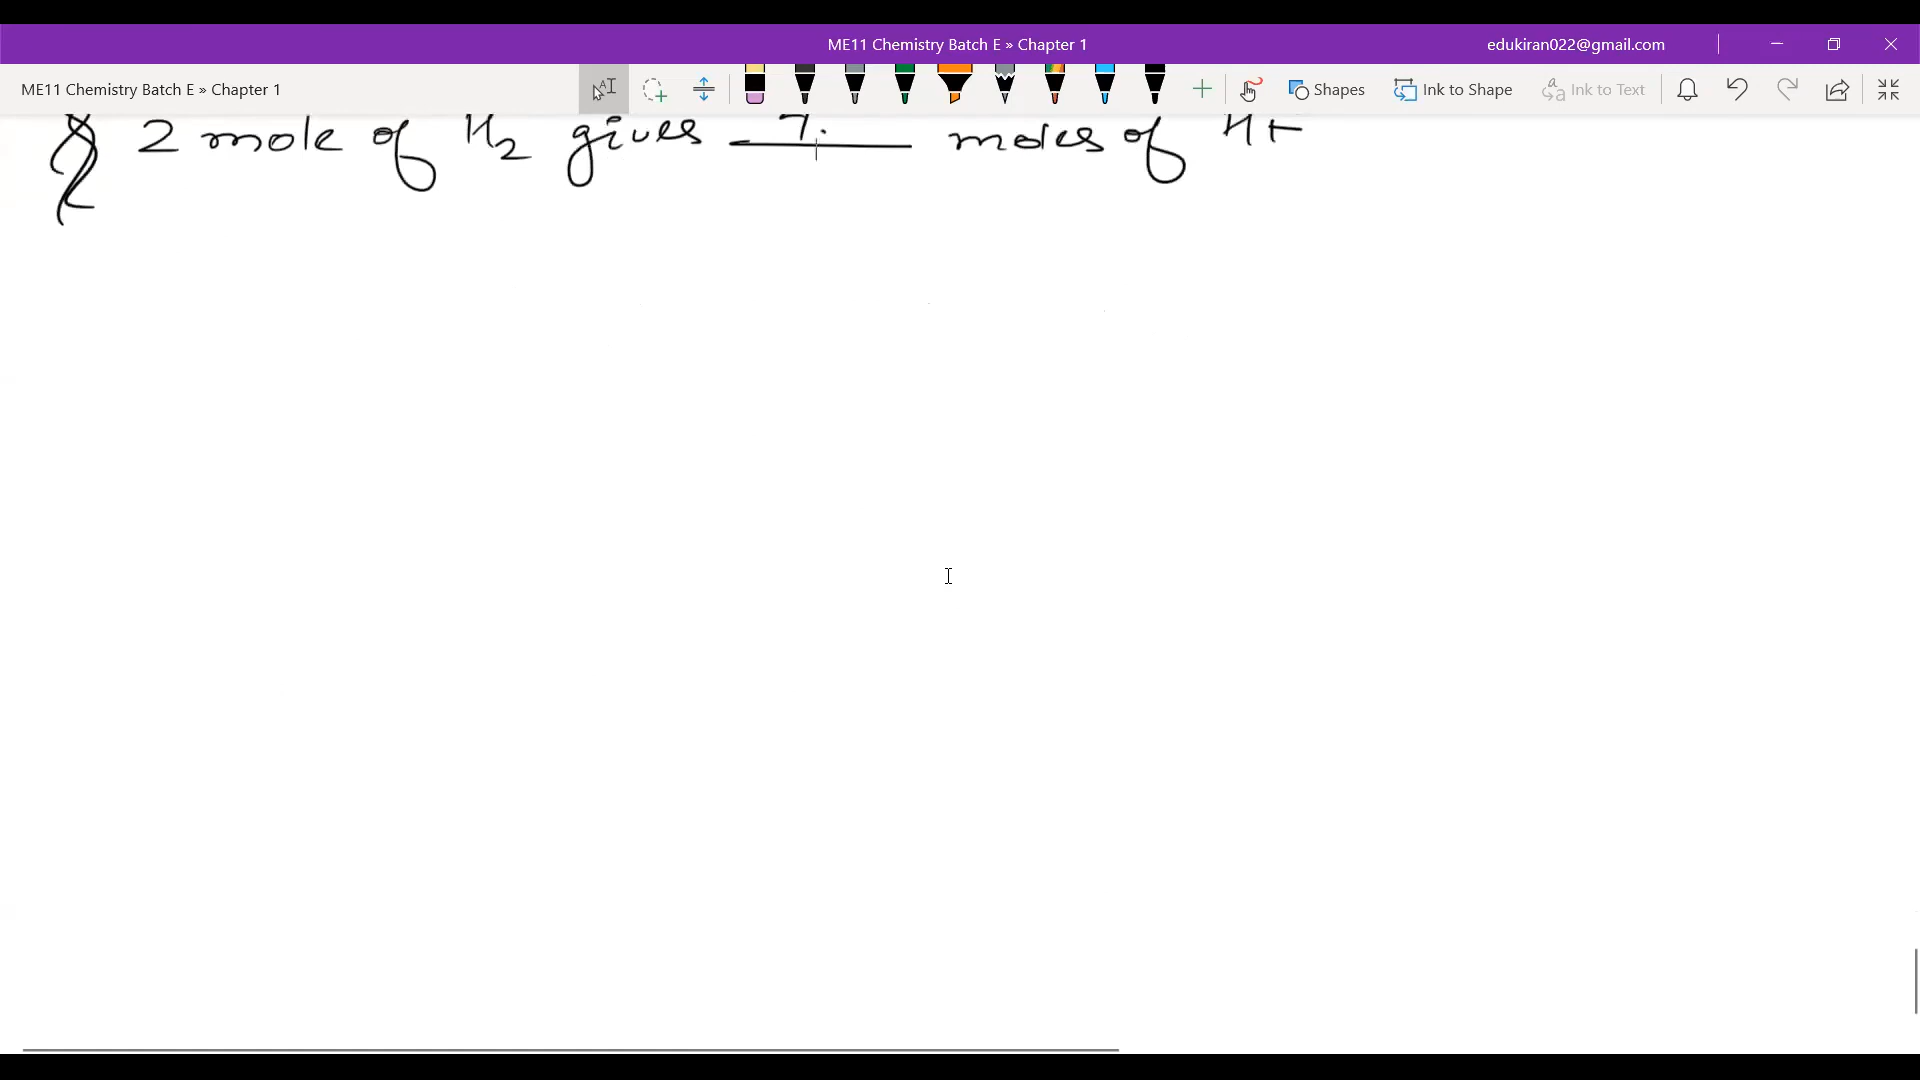 ME11 Chemistry Batch E » Chapter 1
edukiran022@gmail.com
ME11 Chemistry Batch E » Chapter 1
Shapes
Ink to Shape
Ink to Text
2 mole of H2 gives moles of H+